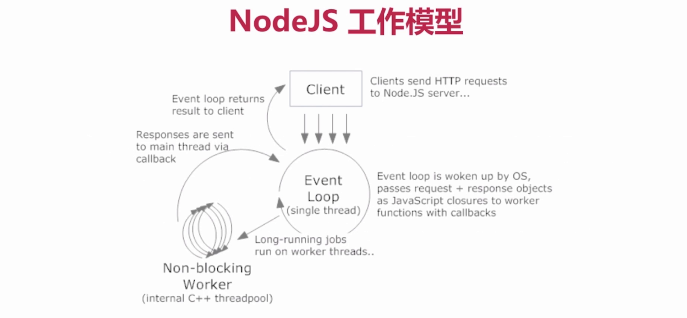 NodeJS 工作模型
Client
Clients send HTTP requests
to Node.JS server...
Event loop returns
result to client
Responses are sent
to main thread via
callback
Event
Loop
(single thread)
Event loop is woken up by OS,
passes request + response objects
as JavaScript closures to worker
functions with callbacks
Long-running jobs
run on worker threads..
Non-blocking
Worker
(internal C++ threadpool)